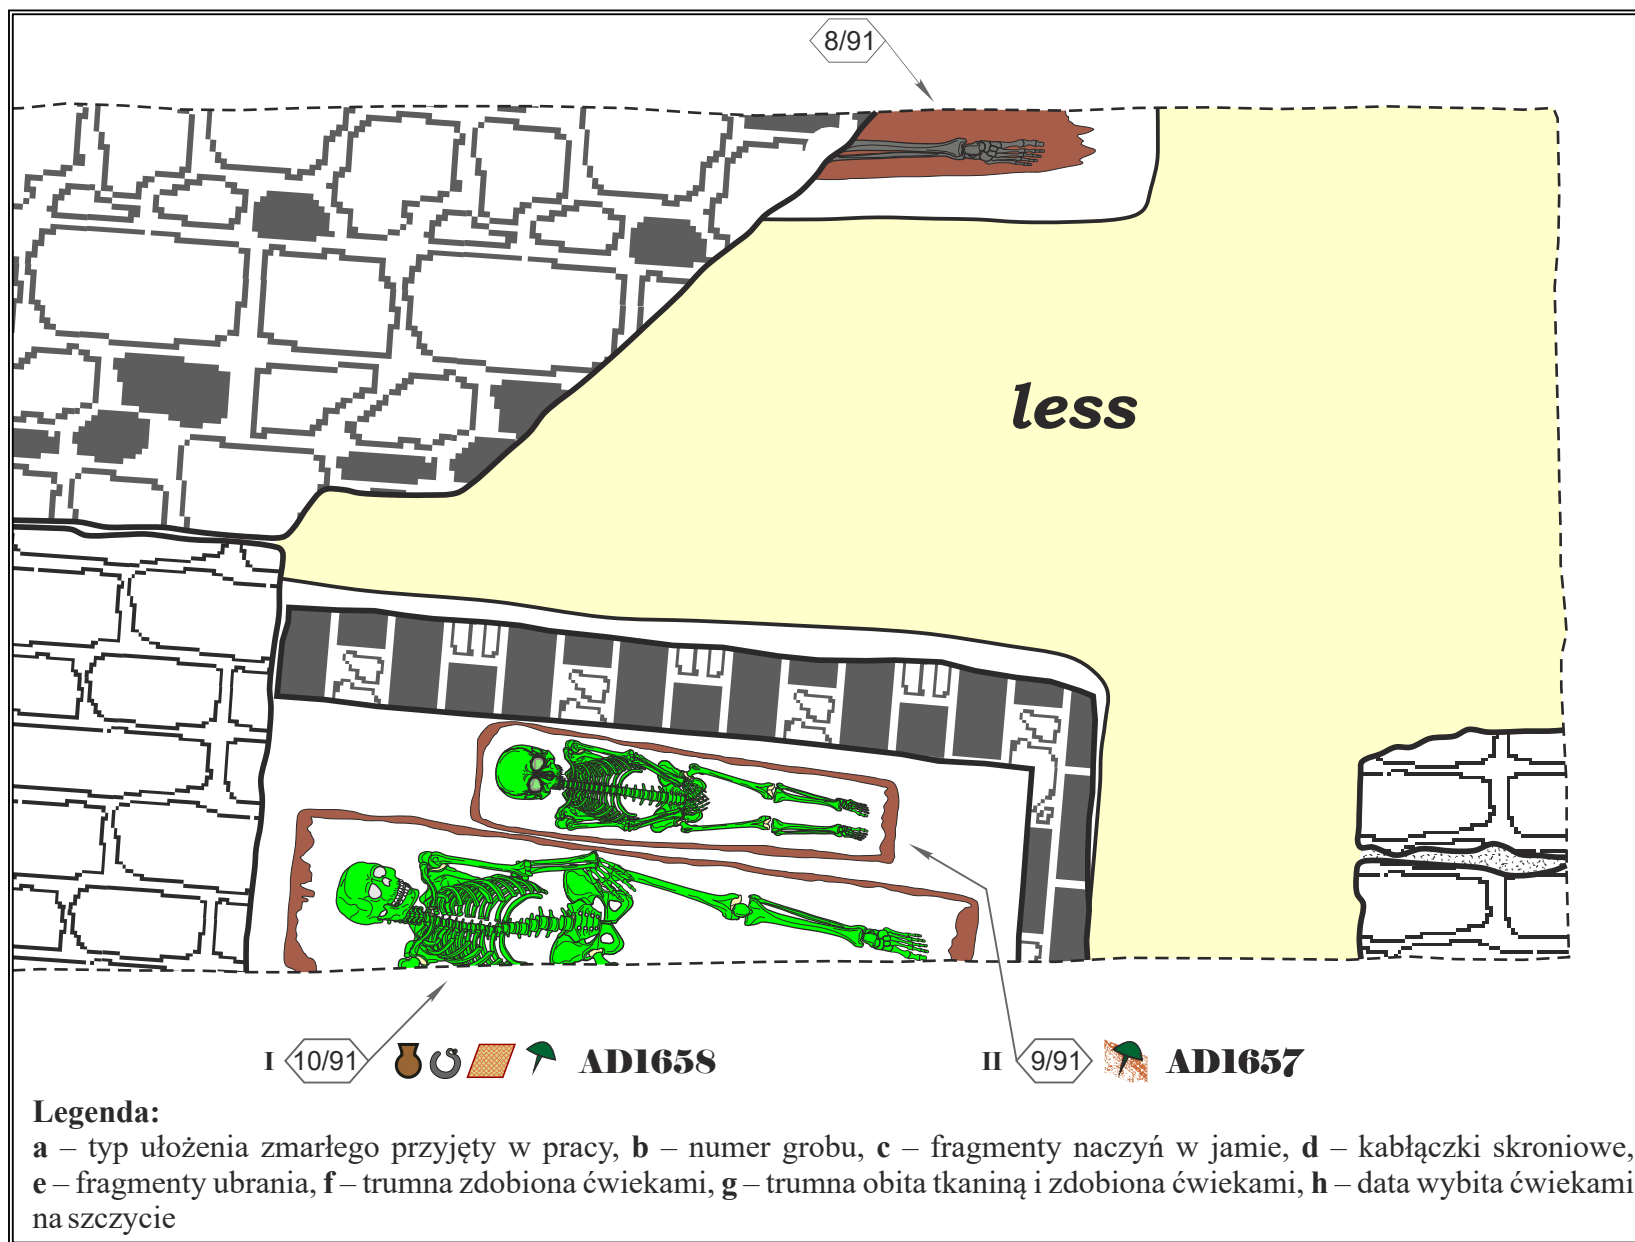 8/91
less
I 10/91 AD1658 II 9/91 AD1657
Legenda:
a – typ ułożenia zmarłego przyjęty w pracy, b – numer grobu, c – fragmenty naczyń w jamie, d – kabłączki skroniowe,
e – fragmenty ubrania, f – trumna zdobiona ćwiekami, g – trumna obita tkaniną i zdobiona ćwiekami, h – data wybita ćwiekami
na szczycie